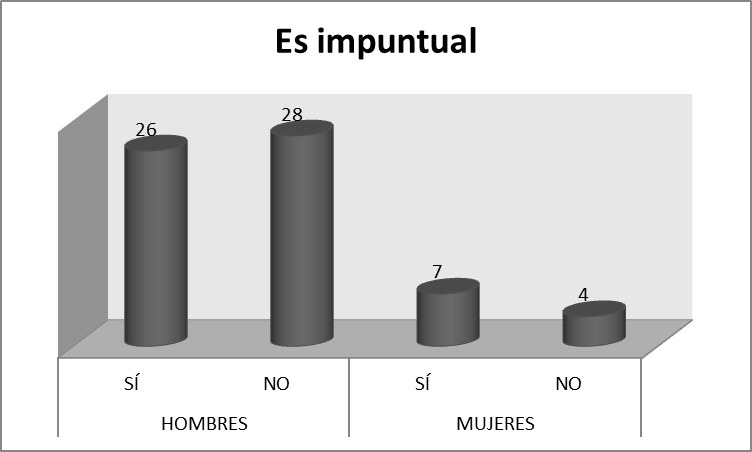 Es impuntual
26
28
7
4
SÍ
NO
SÍ
NO
HOMBRES
MUJERES